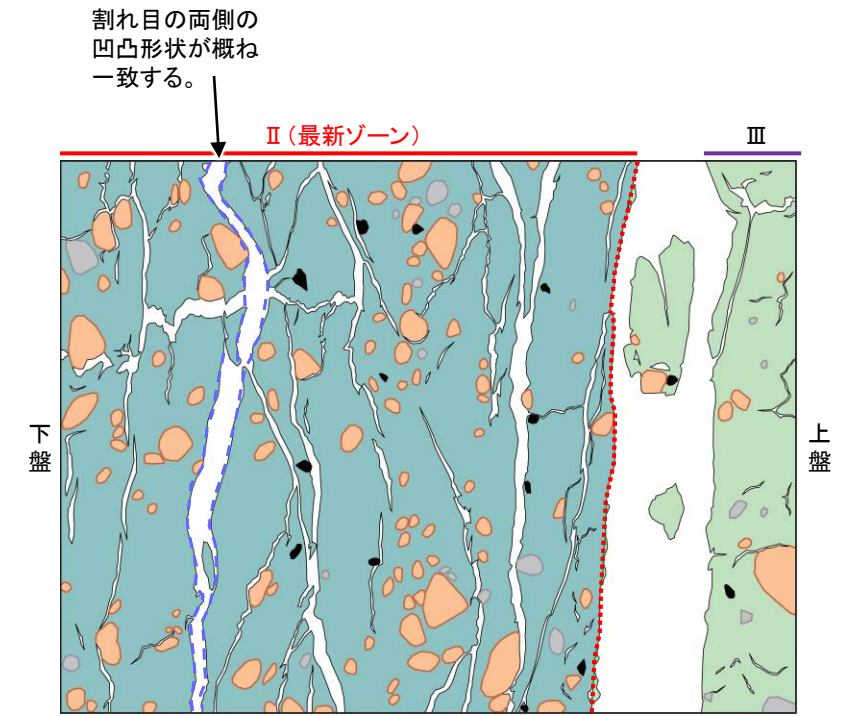 割れ目の両側の
凹凸形状が概ね
一致する。
Ⅱ（最新ゾーン）
Ⅲ
下盤
上盤